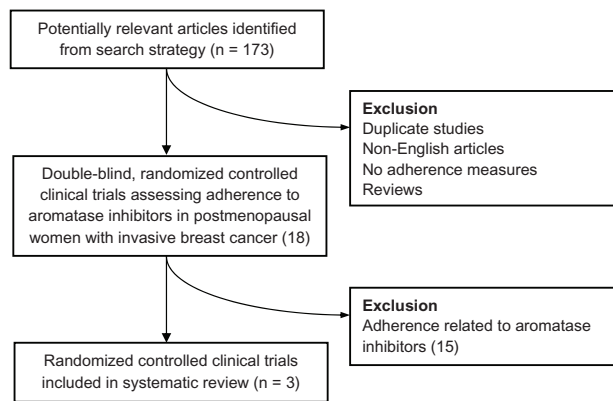 Potentially relevant articles identified
from search strategy (n = 173)
Exclusion
Duplicate studies
Non-English articles
No adherence measures
Reviews
Double-blind, randomized controlled
clinical trials assessing adherence to
aromatase inhibitors in postmenopausal
women with invasive breast cancer (18)
Exclusion
Adherence related to aromatase
inhibitors (15)
Randomized controlled clinical trials
included in systematic review (n = 3)